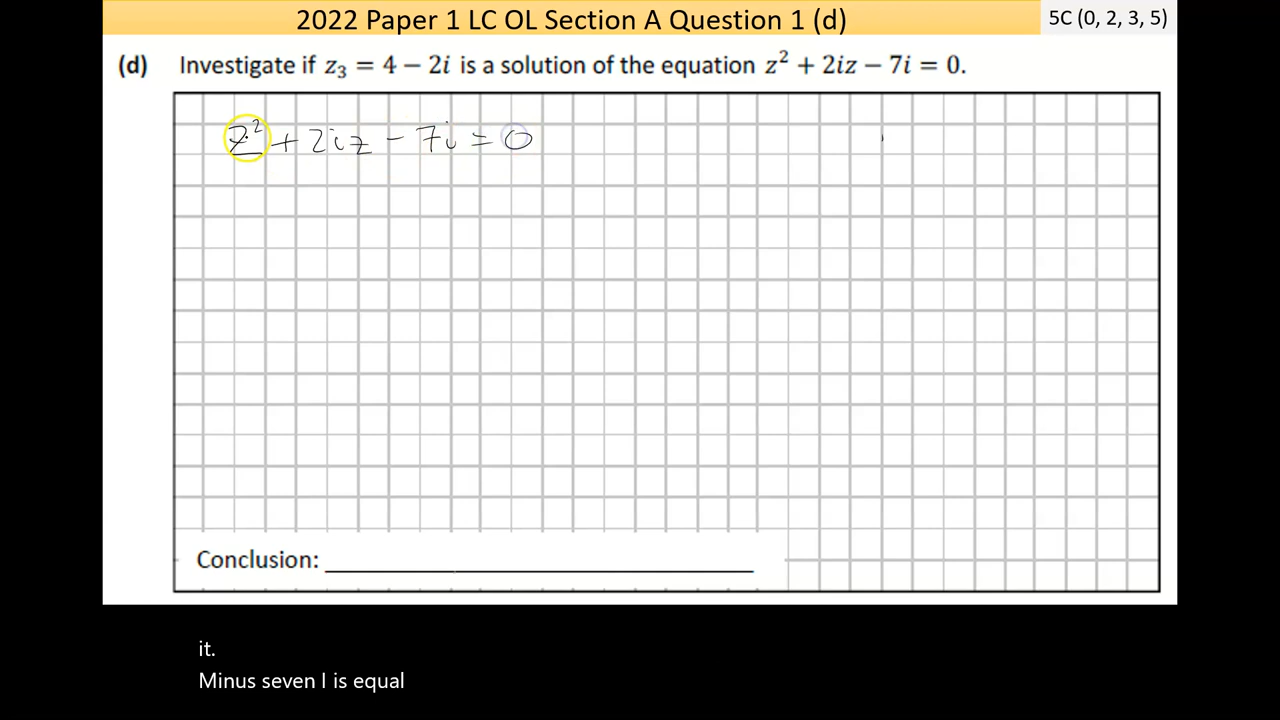 2022 Paper 1 LC OL Section A Question 1 (d)
5C (0, 2, 3, 5)
(d) Investigate if z₃ = 4 − 2i is a solution of the equation z² + 2iz − 7i = 0.
z² + 2iz − 7i = 0
Conclusion:
it.
Minus seven I is equal